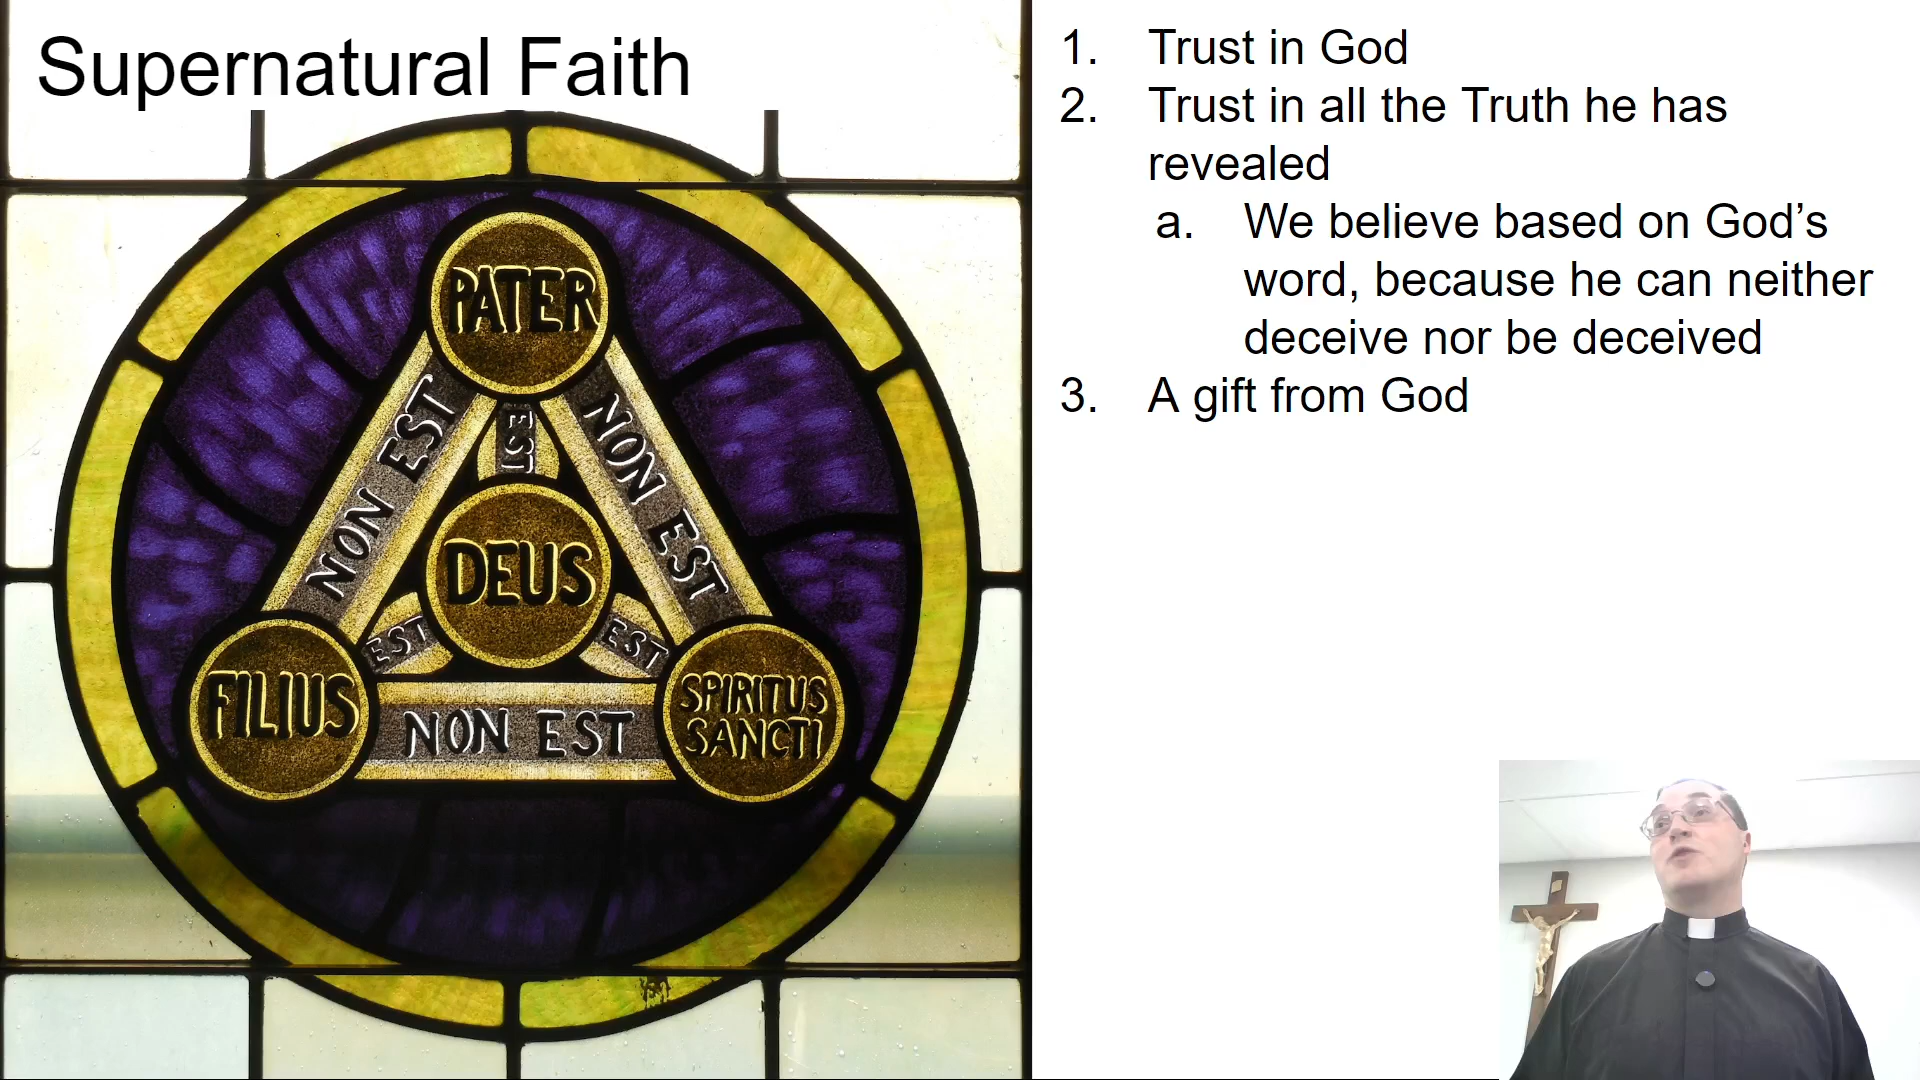 Supernatural Faith
1. Trust in God
2. Trust in all the Truth he has
revealed
a. We believe based on God’s
word, because he can neither
deceive nor be deceived
3. A gift from God
PATER
NON EST
EST
NON EST
DEUS
EST
EST
FILIUS
NON EST
SPIRITUS
SANCTI